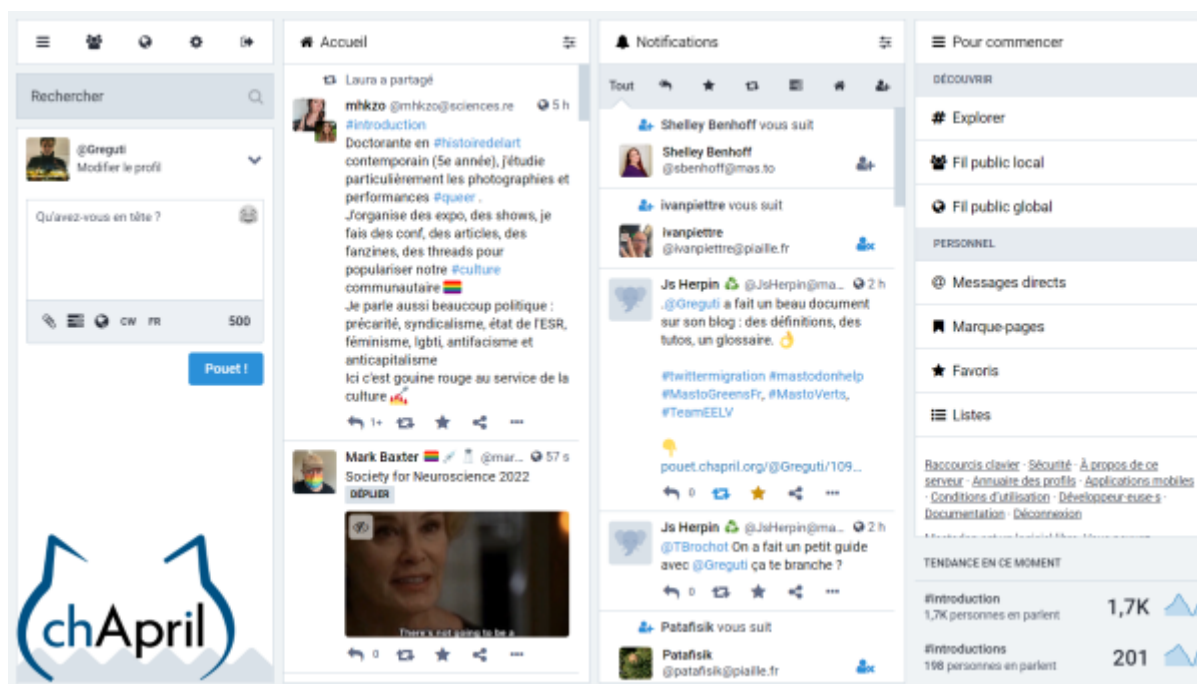 Rechercher
@Greguti
Modifier le profil
Qu'avez-vous en tête ?
CW FR 500
Pouet !
chApril
Accueil
Laura a partagé
mhkzo @mhkzo@sciences.re 5 h
#introduction
Doctorante en #histoiredelart
contemporain (5e année), j'étudie
particulièrement les photographies et
performances #queer .
J'organise des expo, des shows, je
fais des conf, des articles, des
fanzines, des threads pour
populariser notre #culture
communautaire 🏳️‍🌈
Je parle aussi beaucoup politique :
précarité, syndicalisme, état de l'ESR,
féminisme, lgbti, antifacisme et
anticapitalisme
Ici c'est gouine rouge au service de la
culture
1+
Mark Baxter 🏳️‍🌈 @mar... 57 s
Society for Neuroscience 2022
DÉPLIER
There's not going to be a
0
Notifications
Tout
Shelley Benhoff vous suit
Shelley Benhoff
@sbenhoff@mas.to
ivanpiettre vous suit
ivanpiettre
@ivanpiettre@piaille.fr
Js Herpin ♻ @JsHerpin@ma... 2 h
.@Greguti a fait un beau document
sur son blog : des définitions, des
tutos, un glossaire. 👌
#twittermigration #mastodonhelp
#MastoGreensFr, #MastoVerts,
#TeamEELV
👇
pouet.chapril.org/@Greguti/109...
0
Js Herpin ♻ @JsHerpin@ma... 2 h
@TBrochot On a fait un petit guide
avec @Greguti ça te branche ?
0
Patafisik vous suit
Patafisik
@patafisik@piaille.fr
Pour commencer
DÉCOUVRIR
# Explorer
Fil public local
Fil public global
PERSONNEL
@ Messages directs
Marque-pages
Favoris
Listes
Raccourcis clavier · Sécurité · À propos de ce
serveur · Annuaire des profils · Applications mobiles
· Conditions d'utilisation · Développeur·euse·s ·
Documentation · Déconnexion
TENDANCE EN CE MOMENT
#introduction
1,7K personnes en parlent 1,7K
#introductions
198 personnes en parlent 201